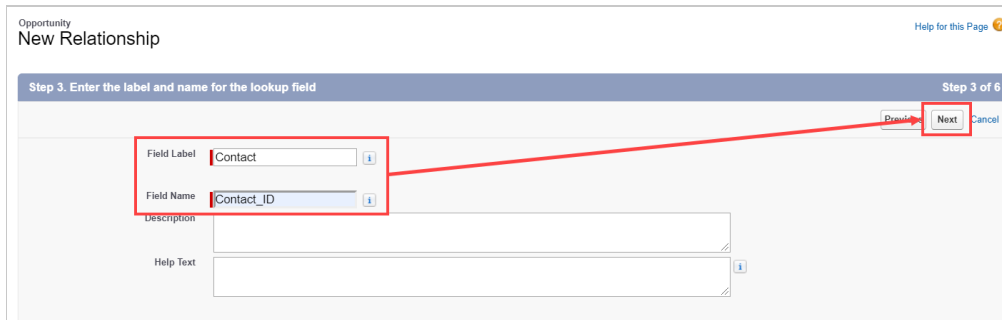 Opportunity
New Relationship
Help for this Page
Step 3. Enter the label and name for the lookup field
Step 3 of 6
Previous Next Cancel
Field Label Contact
Field Name Contact_ID
Description
Help Text